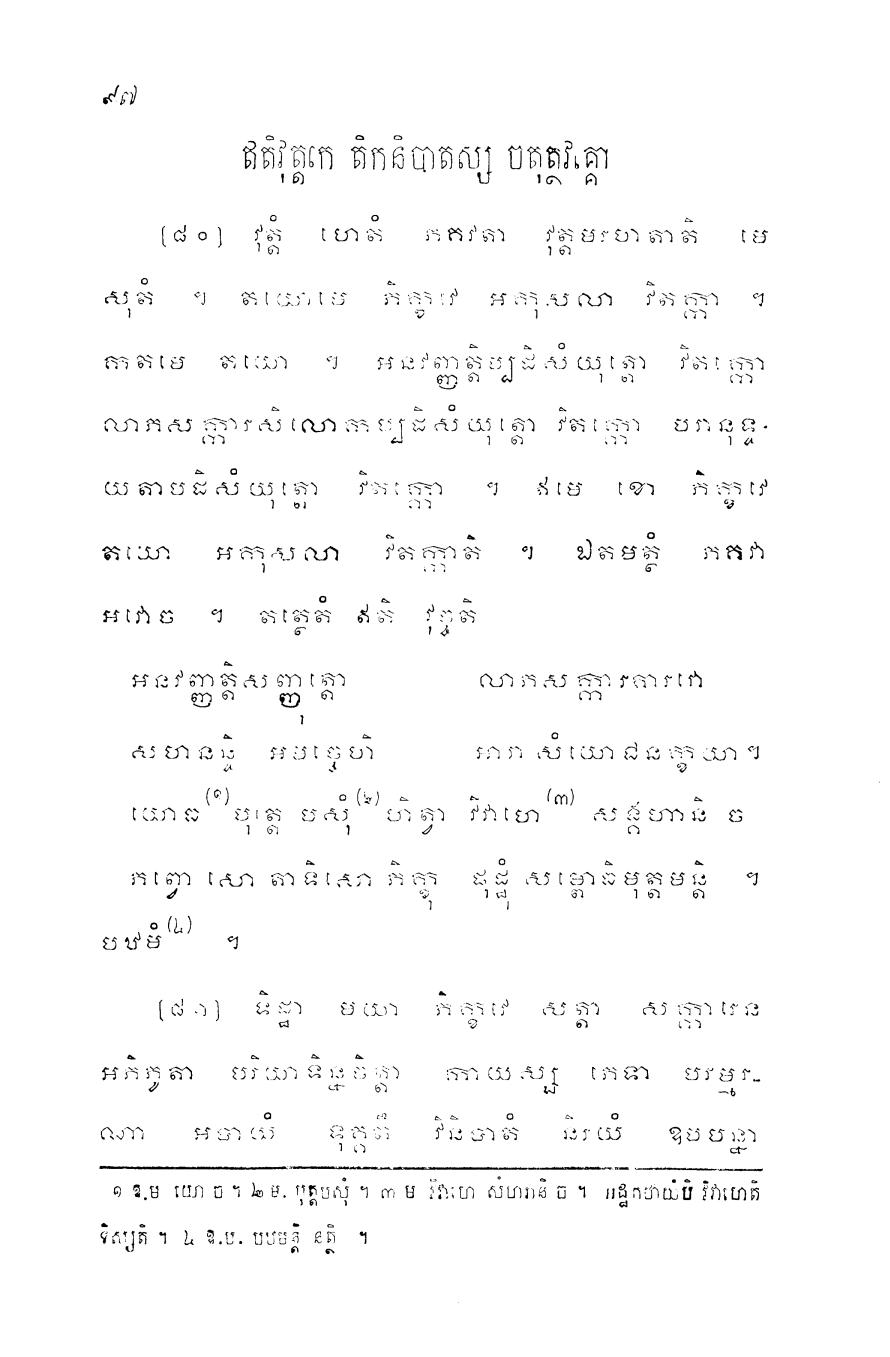 ៩៧
ឥតិវុត្តកេ តិកនិបាតស្ស ចតុត្ថវគ្គោ
[៨០] វុត្តំ ហេតំ ភគវតា វុត្តមរហតាតិ មេ
សុតំ ។ តយោមេ ភិក្ខវេ អកុសលា វិតក្កា ។
កតមេ តយោ ។ អនវញ្ញត្តិប្បដិសំយុត្តោ វិតក្កោ
លាភសក្ការសិលោកប្បដិសំយុត្តោ វិតក្កោ បរានុទ្ទ-
យតាបដិសំយុត្តោ វិតក្កោ ។ ឥមេ ខោ ភិក្ខវេ
តយោ អកុសលា វិតក្កាតិ ។ ឯតមត្ថំ ភគវា
អវោច ។ តត្ថេតំ ឥតិ វុច្ចតិ
អនវញ្ញត្តិសញ្ញុត្តោ លាភសក្ការគារវោ
សហនន្ទិ អមច្ចេហិ អារា សំយោជនក្ខយា ។
យោធ(១)បុត្តេ បសុំ(២)ហិត្វា វិវាហេ(៣) សង្គហានិ ច
ភព្វោ សោ តាទិសោ ភិក្ខុ ផុដ្ឋុំ សម្ពោធិមុត្តមន្តិ ។
បឋមំ(៤) ។
[៨១] ទិដ្ឋា មយា ភិក្ខវេ សត្តា សក្ការេន
អភិភូតា បរិយាទិន្នចិត្តា កាយស្ស ភេទា បរម្មរ-
ណា អបាយំ ទុគ្គតឹ វិនិបាតំ និរយំ ឧបបន្នា
១ ឱ.ម យោ ច ។ ២ ម. បុត្តបសុំ ។ ៣ ម វិវាហេ សំហរានិ ច ។ អដ្ឋកថាយំបិ វិវាហេតិ
ទិស្សតិ ។ ៤ ឱ.ប. បឋមន្តិ នត្ថិ ។